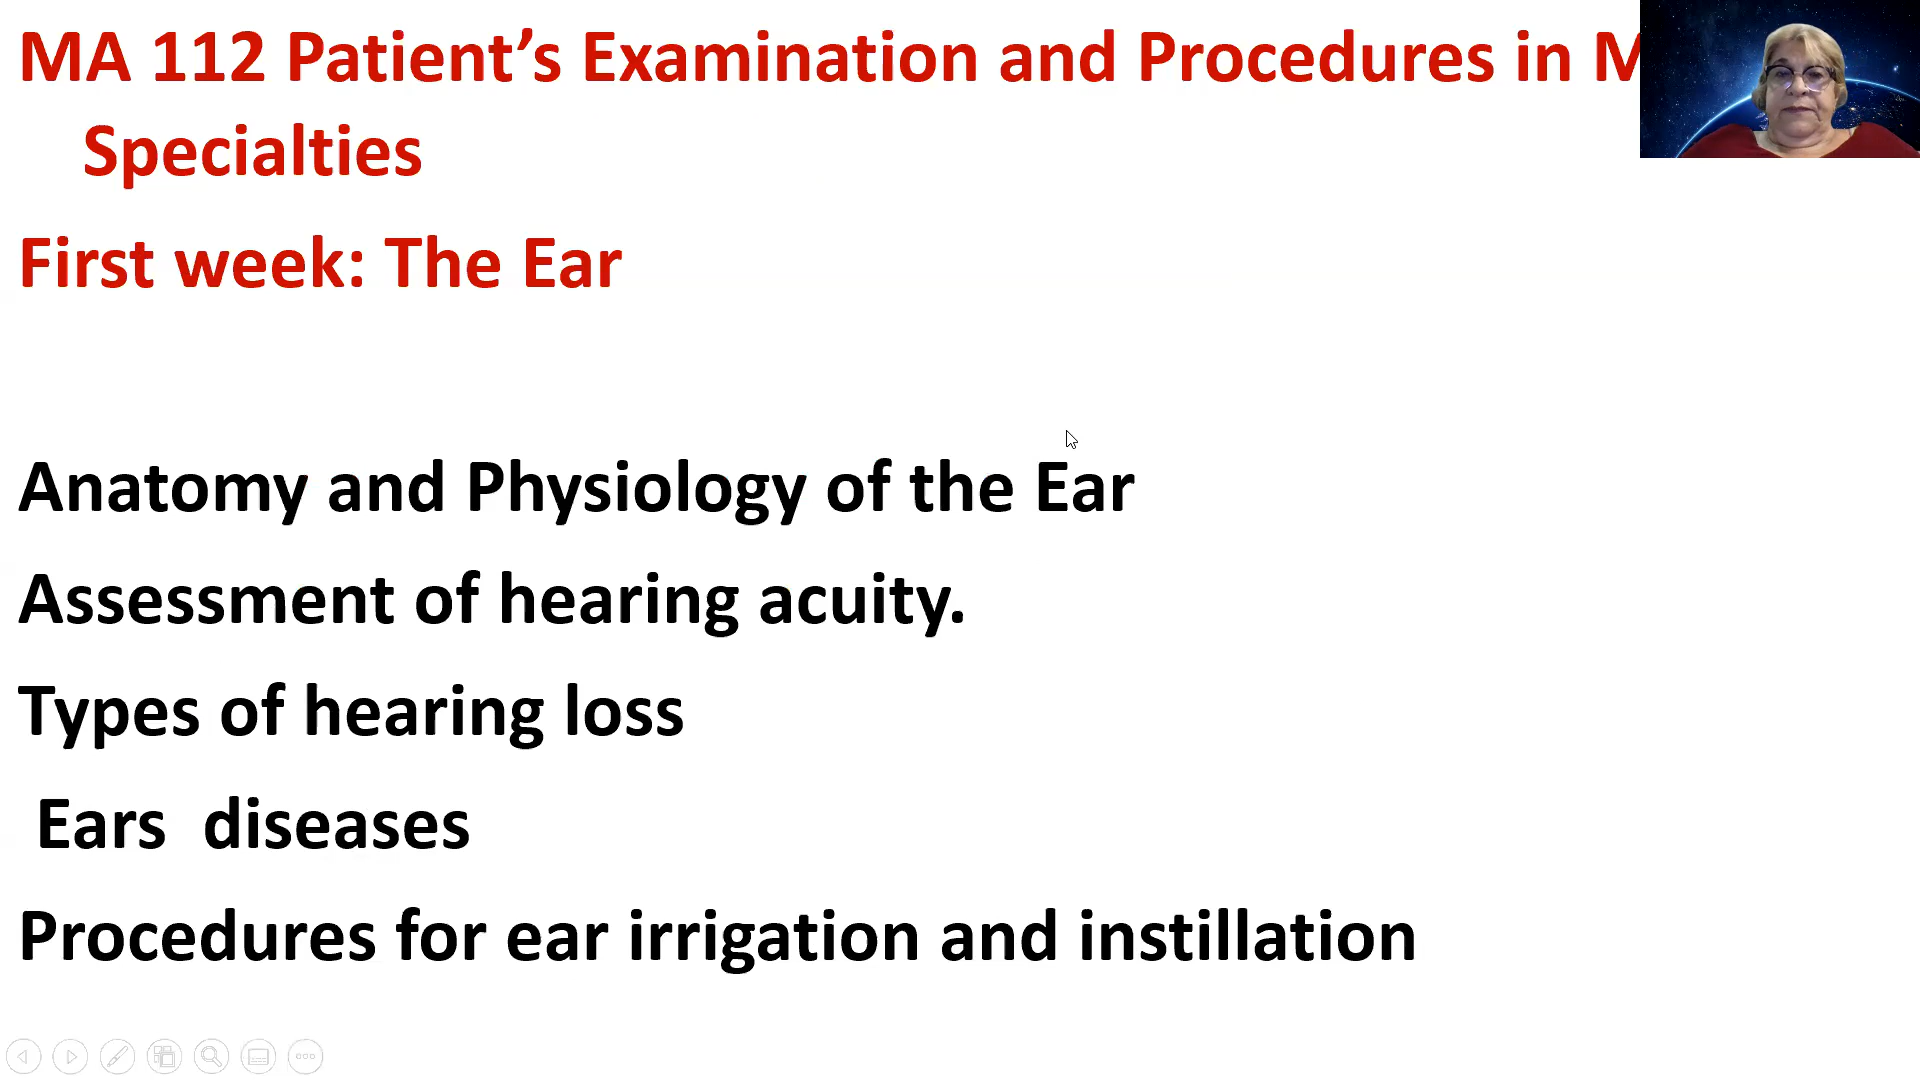 MA 112 Patient’s Examination and Procedures in
Specialties
First week: The Ear
Anatomy and Physiology of the Ear
Assessment of hearing acuity.
Types of hearing loss
Ears  diseases
Procedures for ear irrigation and instillation